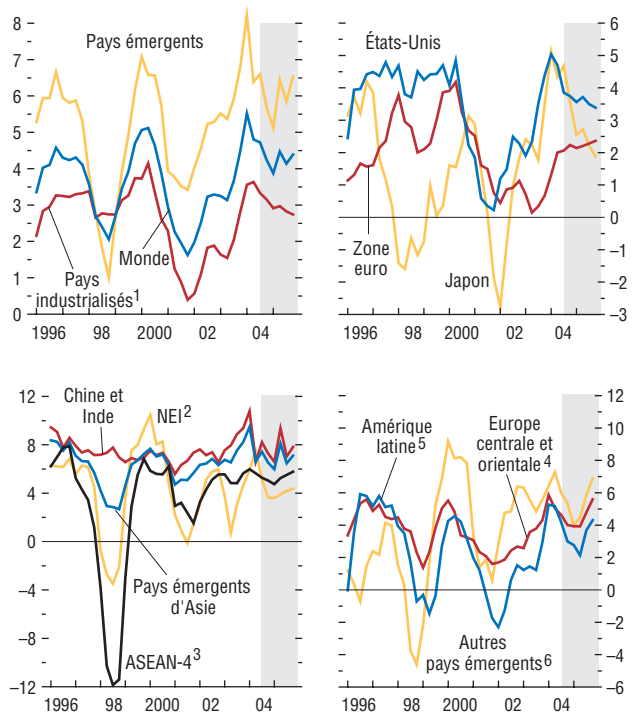 8
7
6
5
4
3
2
1
0
Pays émergents
Monde
Pays
industrialisés1
1996 98 2000 02 04
États-Unis
Zone
euro
Japon
6
5
4
3
2
1
0
–1
–2
–3
1996 98 2000 02 04
12
8
4
0
–4
–8
–12
Chine et
Inde
NEI2
Pays émergents
d'Asie
ASEAN-43
1996 98 2000 02 04
Amérique
latine5
Europe
centrale et
orientale4
Autres
pays émergents6
12
10
8
6
4
2
0
–2
–4
–6
1996 98 2000 02 04